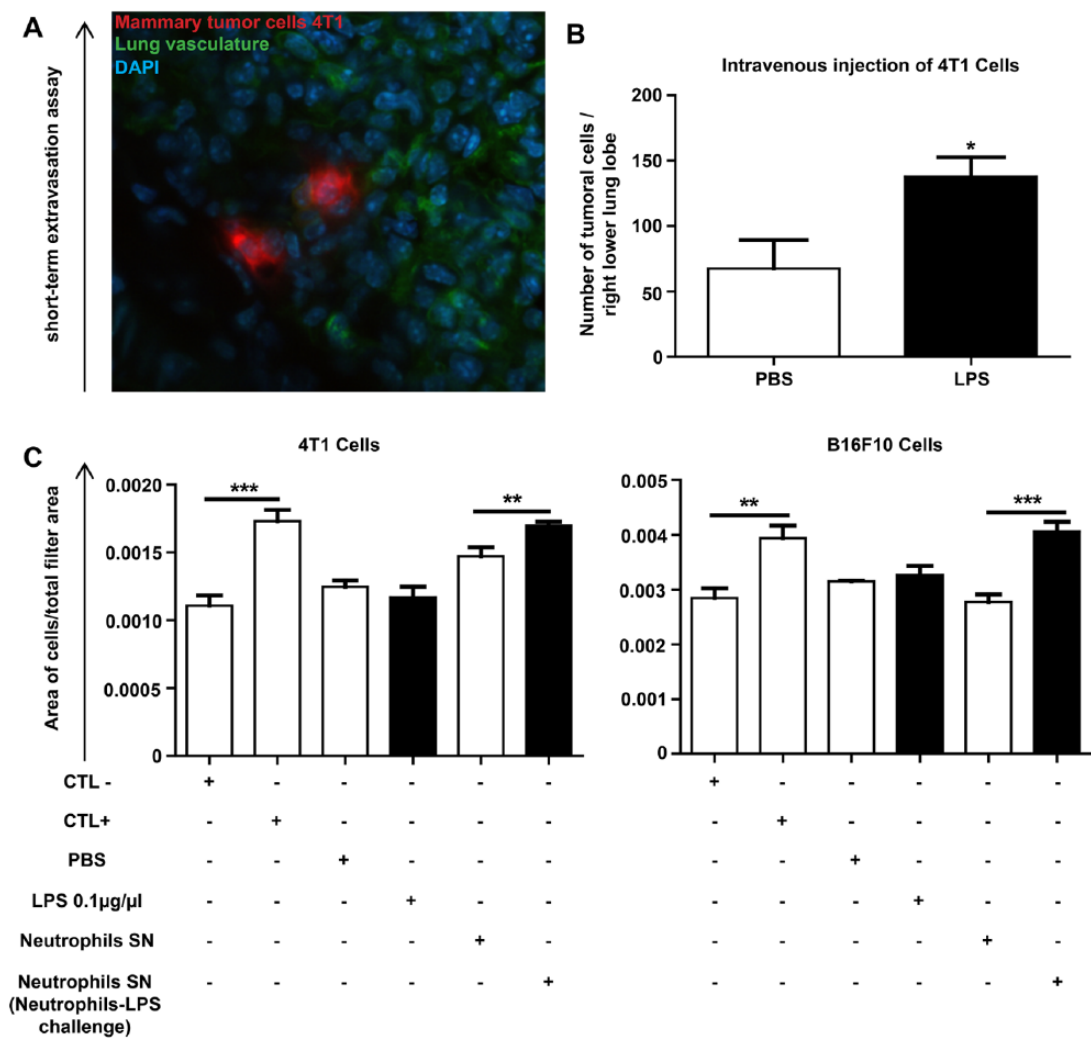 A
short-term extravasation assay
Mammary tumor cells 4T1
Lung vasculature
DAPI
B
Intravenous injection of 4T1 Cells
Number of tumoral cells /
right lower lung lobe
200
150
100
50
0
*
PBS
LPS
C
4T1 Cells
Area of cells/total filter area
0.0020
0.0015
0.0010
0.0005
0
***
**
B16F10 Cells
0.005
0.004
0.003
0.002
0.001
0
**
***
CTL - + - - - - - + - - - - -
CTL+ - + - - - - - + - - - -
PBS - - + - - - - - + - - -
LPS 0.1µg/µl - - - + - - - - - + - -
Neutrophils SN - - - - + - - - - - + -
Neutrophils SN - - - - - + - - - - - +
(Neutrophils-LPS
challenge)